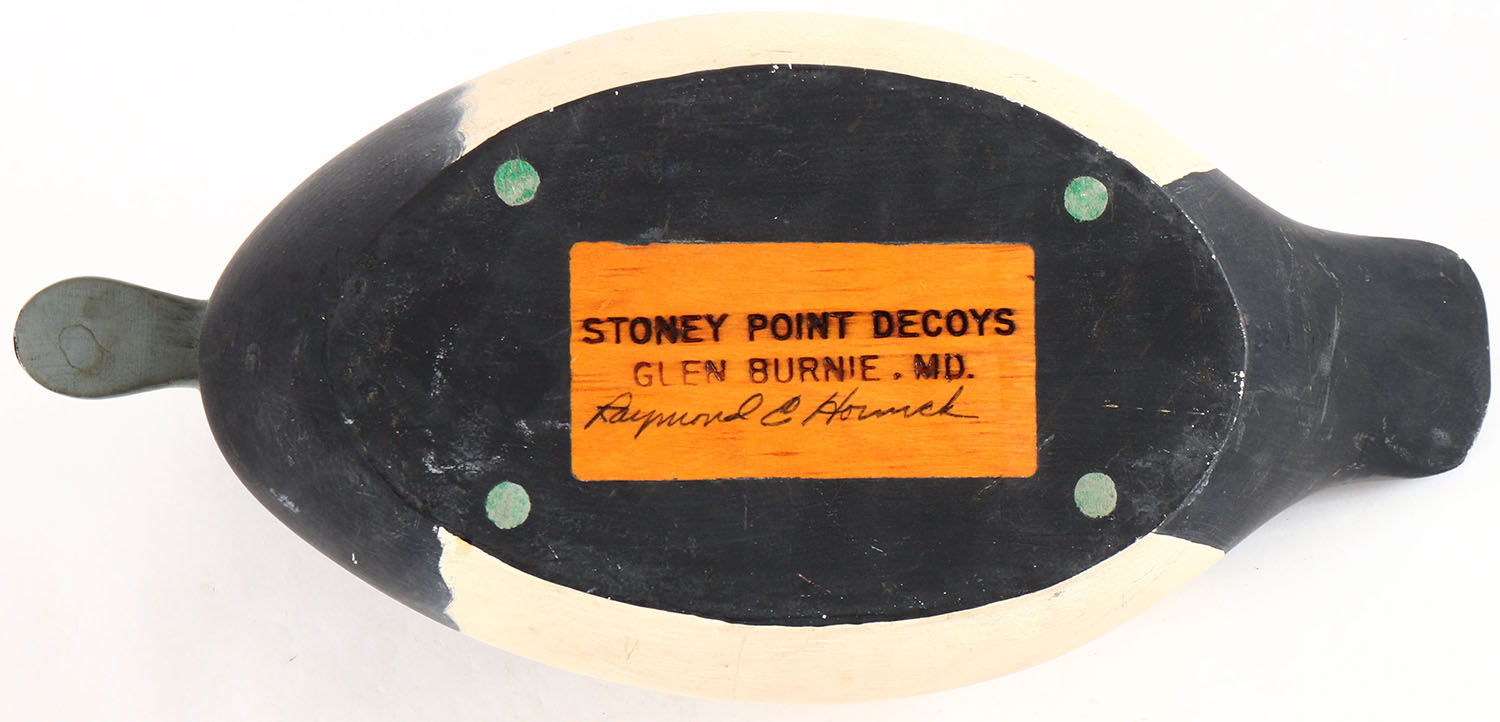 STONEY POINT DECOYS
GLEN BURNIE, MD.
Raymond E Hornick